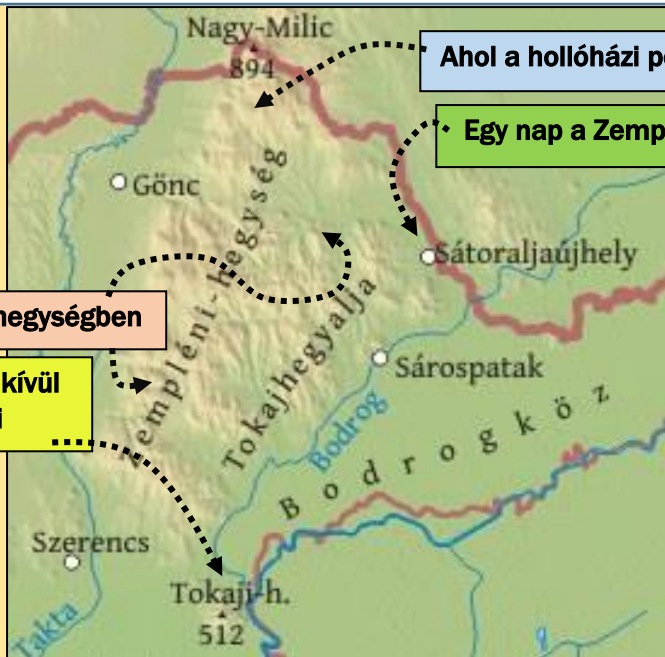 Nagy-Milic
894
Ahol a hollóházi p
Egy nap a Zemp
Gönc
Zempléni-hegység
Sátoraljaújhely
hegységben
kívül
i
Tokajhegyalja
Sárospatak
Bodrog
Bodrogköz
Szerencs
Tokaji-h.
512
Takta